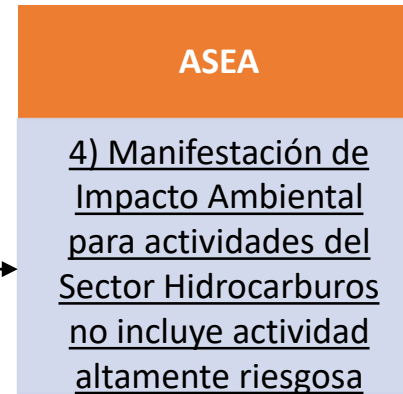 ASEA
4) Manifestación de
Impacto Ambiental
para actividades del
Sector Hidrocarburos
no incluye actividad
altamente riesgosa